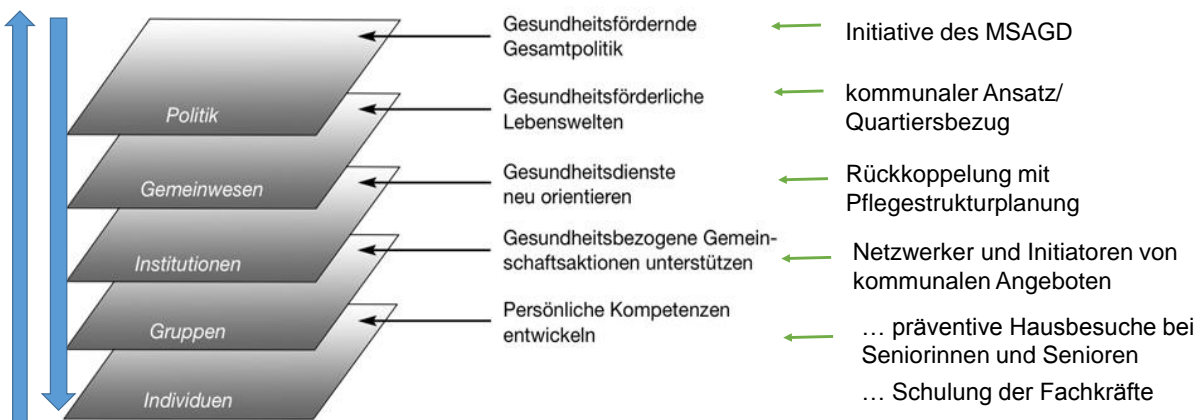 Politik
Gesundheitsfördernde
Gesamtpolitik
Initiative des MSAGD
Gemeinwesen
Gesundheitsförderliche
Lebenswelten
kommunaler Ansatz/
Quartiersbezug
Institutionen
Gesundheitsdienste
neu orientieren
Rückkoppelung mit
Pflegestrukturplanung
Gruppen
Gesundheitsbezogene Gemein-
schaftsaktionen unterstützen
Netzwerker und Initiatoren von
kommunalen Angeboten
Individuen
Persönliche Kompetenzen
entwickeln
… präventive Hausbesuche bei
Seniorinnen und Senioren
… Schulung der Fachkräfte